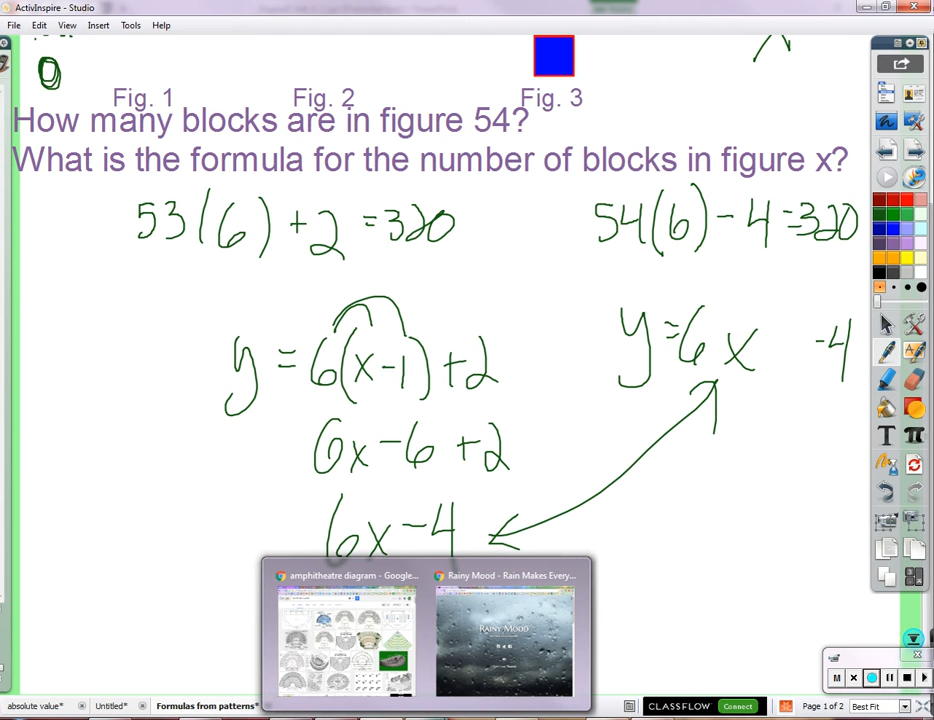 ActivInspire - Studio
File Edit View Insert Tools Help
0
Fig. 1 Fig. 2 Fig. 3
How many blocks are in figure 54?
What is the formula for the number of blocks in figure x?
53(6) +2 =320
54(6) -4 =320
y = 6(x-1) +2
y=6x -4
6x -6 +2
6x -4
amphitheatre diagram - Google...
Rainy Mood - Rain Makes Every...
RAINY MOOD
T π
M
absolute value* Untitled* Formulas from patterns*
CLASSFLOW Connect
Page 1 of 2 Best Fit